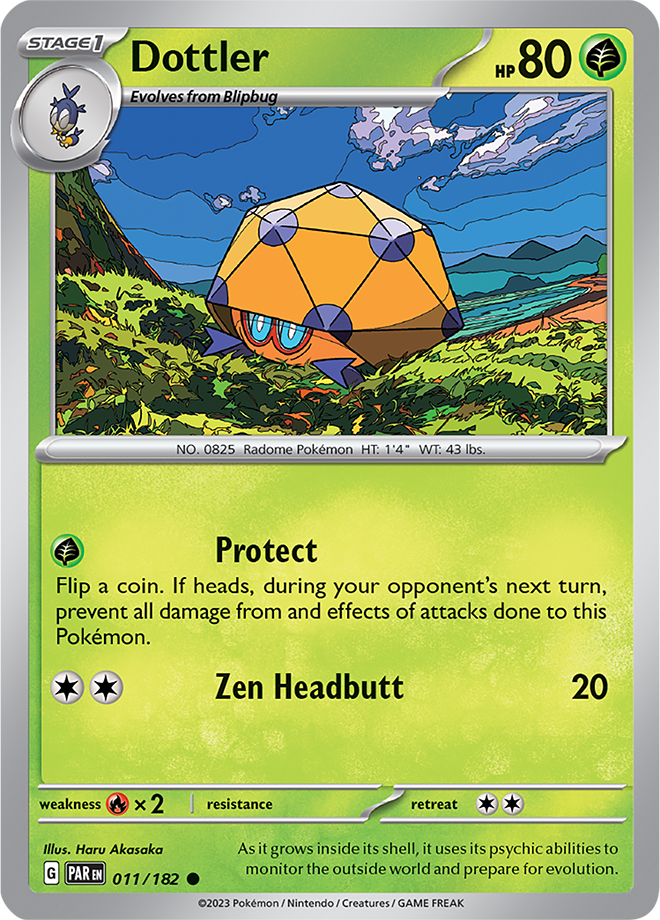 STAGE1
Dottler
HP 80
Evolves from Blipbug
NO. 0825 Radome Pokémon HT: 1'4" WT: 43 lbs.
Protect
Flip a coin. If heads, during your opponent's next turn,
prevent all damage from and effects of attacks done to this
Pokémon.
Zen Headbutt 20
weakness ×2 resistance retreat
Illus. Haru Akasaka
As it grows inside its shell, it uses its psychic abilities to
monitor the outside world and prepare for evolution.
G PAR EN 011/182
©2023 Pokémon / Nintendo / Creatures / GAME FREAK